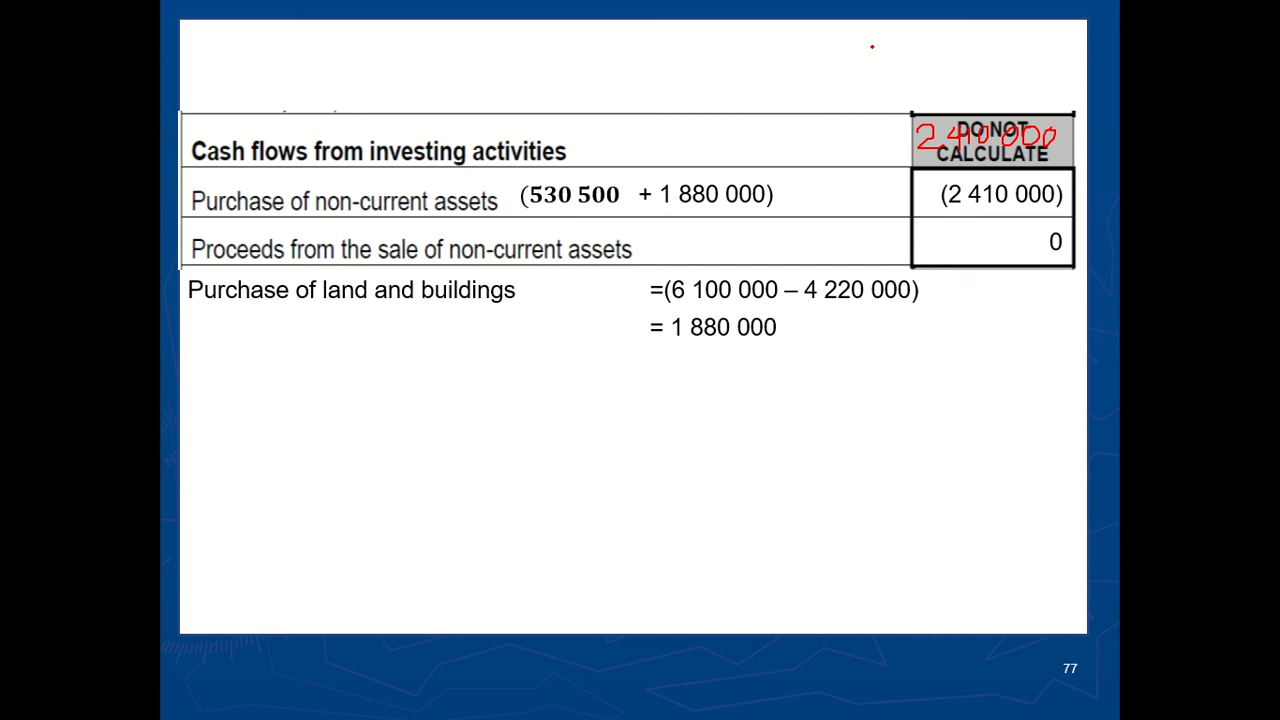 DO NOT
2 410 000
Cash flows from investing activities CALCULATE
Purchase of non-current assets (530 500 + 1 880 000) (2 410 000)
Proceeds from the sale of non-current assets 0
Purchase of land and buildings =(6 100 000 – 4 220 000)
= 1 880 000
77